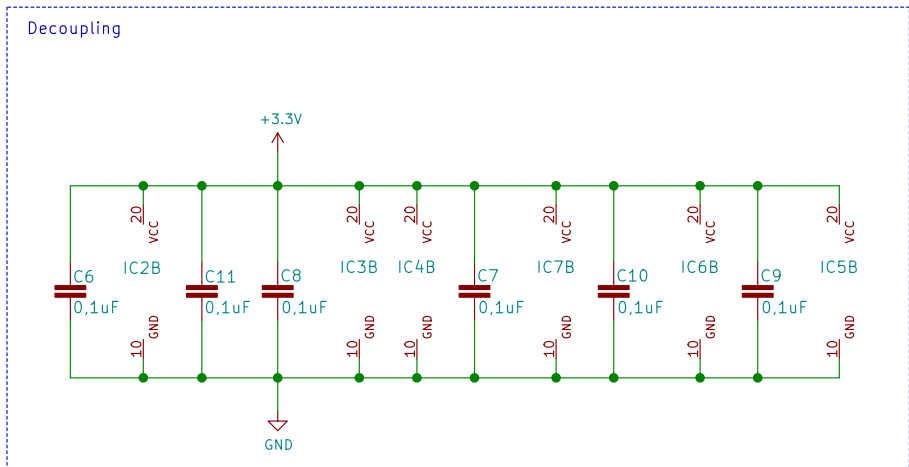 Decoupling
+3.3V
20 VCC 20 VCC 20 VCC 20 VCC 20 VCC 20 VCC
IC2B IC3B IC4B IC7B IC6B IC5B
C6 C11 C8 C7 C10 C9
0,1uF 0,1uF 0,1uF 0,1uF 0,1uF 0,1uF
10 GND 10 GND 10 GND 10 GND 10 GND 10 GND
GND